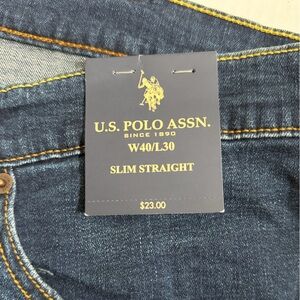 U.S. POLO ASSN.
SINCE 1890
W40/L30
SLIM STRAIGHT
$23.00